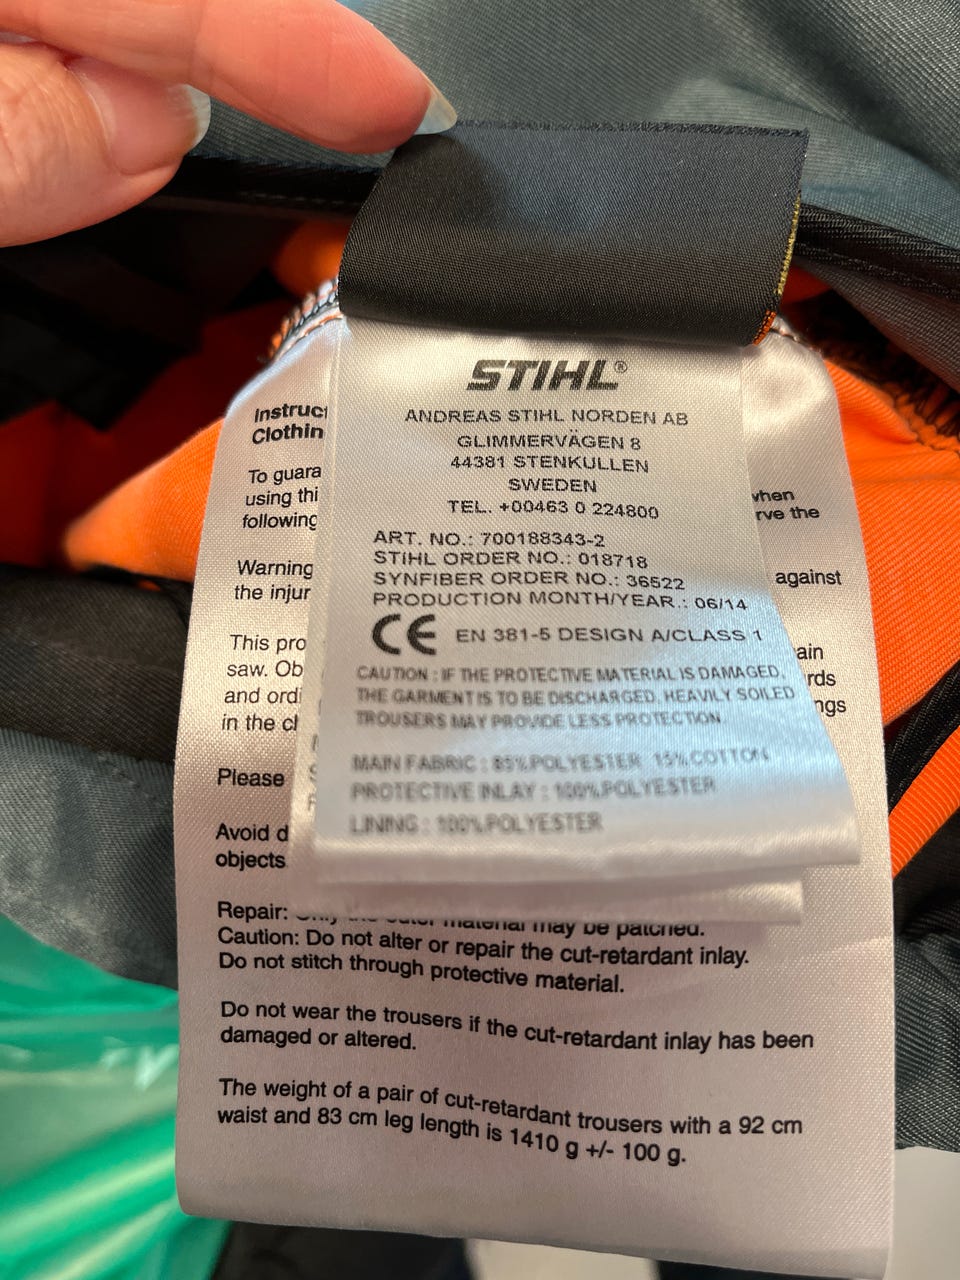 STIHL®
ANDREAS STIHL NORDEN AB
GLIMMERVÄGEN 8
44381 STENKULLEN
SWEDEN
TEL. +00463 0 224800
ART. NO.: 700188343-2
STIHL ORDER NO.: 018718
SYNFIBER ORDER NO.: 36522
PRODUCTION MONTH/YEAR.: 06/14
CE EN 381-5 DESIGN A/CLASS 1
CAUTION : IF THE PROTECTIVE MATERIAL IS DAMAGED,
THE GARMENT IS TO BE DISCHARGED. HEAVILY SOILED
TROUSERS MAY PROVIDE LESS PROTECTION.
MAIN FABRIC : 85%POLYESTER 15%COTTON
PROTECTIVE INLAY : 100%POLYESTER
LINING : 100%POLYESTER
Instruct
Clothin
To guara
using thi when
following rve the
Warning against
the injur
This pro ain
saw. Ob rds
and ordi ngs
in the cl
Please
Avoid d
objects
Repair: Only the outer material may be patched.
Caution: Do not alter or repair the cut-retardant inlay.
Do not stitch through protective material.
Do not wear the trousers if the cut-retardant inlay has been
damaged or altered.
The weight of a pair of cut-retardant trousers with a 92 cm
waist and 83 cm leg length is 1410 g +/- 100 g.